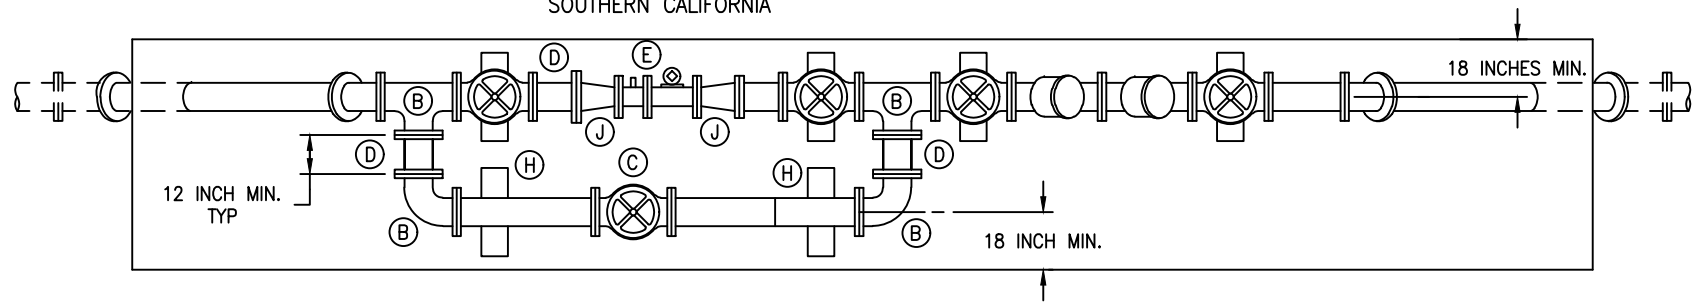 SOUTHERN CALIFORNIA
D
E
18 INCHES MIN.
B
B
J
J
D
H
C
H
D
12 INCH MIN.
TYP
B
B
18 INCH MIN.